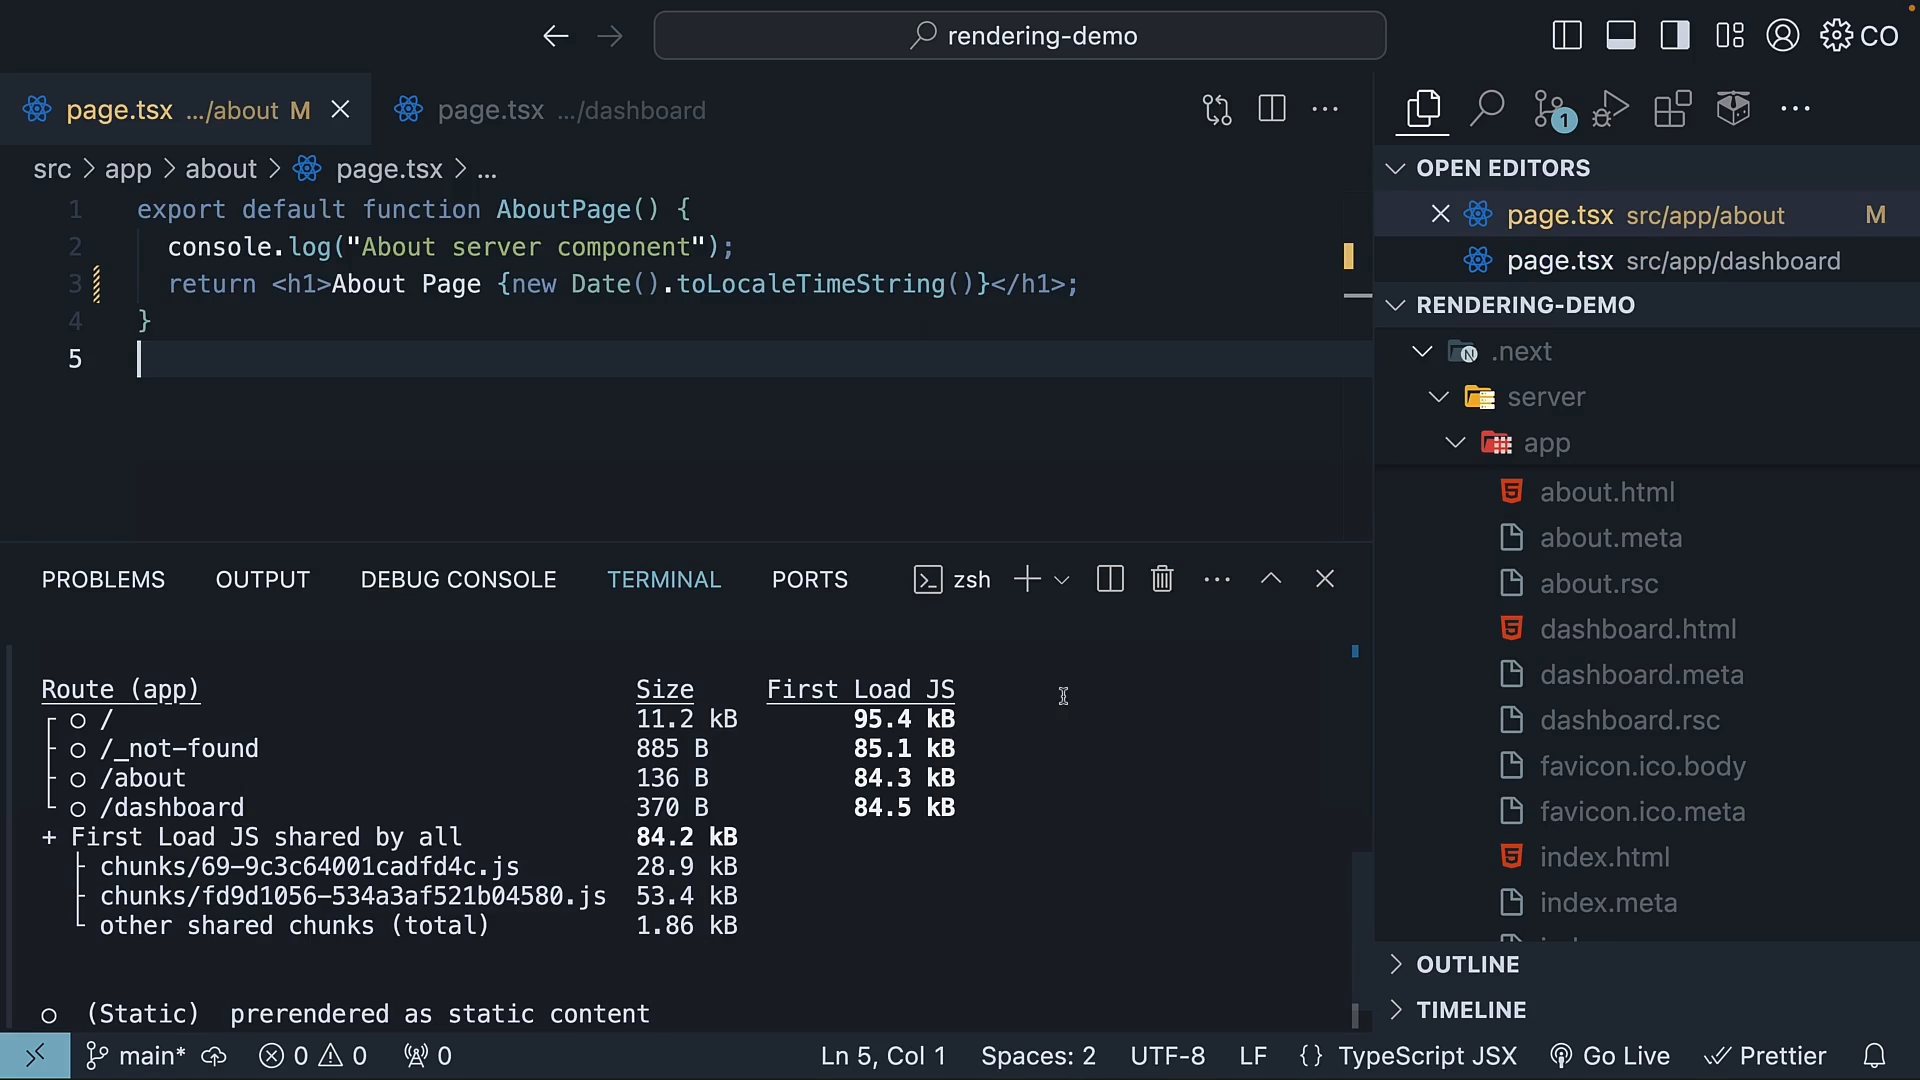 rendering-demo
CO
page.tsx .../about M
page.tsx .../dashboard
1
src > app > about > page.tsx > ...
1 export default function AboutPage() {
2 console.log("About server component");
3 return <h1>About Page {new Date().toLocaleTimeString()}</h1>;
4 }
5
PROBLEMS OUTPUT DEBUG CONSOLE TERMINAL PORTS zsh
Route (app) Size First Load JS
┌ ○ / 11.2 kB 95.4 kB
├ ○ /_not-found 885 B 85.1 kB
├ ○ /about 136 B 84.3 kB
└ ○ /dashboard 370 B 84.5 kB
+ First Load JS shared by all 84.2 kB
├ chunks/69-9c3c64001cadfd4c.js 28.9 kB
├ chunks/fd9d1056-534a3af521b04580.js 53.4 kB
└ other shared chunks (total) 1.86 kB
○ (Static) prerendered as static content
OPEN EDITORS
page.tsx src/app/about M
page.tsx src/app/dashboard
RENDERING-DEMO
.next
server
app
about.html
about.meta
about.rsc
dashboard.html
dashboard.meta
dashboard.rsc
favicon.ico.body
favicon.ico.meta
index.html
index.meta
OUTLINE
TIMELINE
main* 0 0 0 Ln 5, Col 1 Spaces: 2 UTF-8 LF {} TypeScript JSX Go Live Prettier